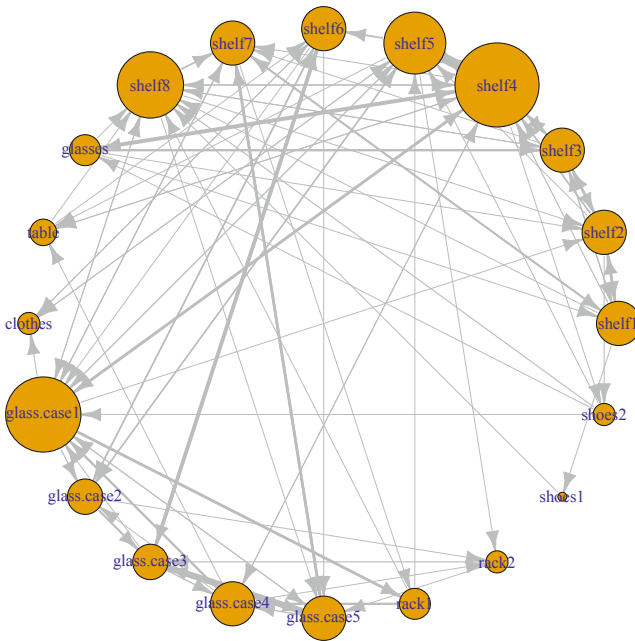 shelf6
shelf7
shelf5
shelf8
shelf4
glasses
shelf3
table
shelf2
clothes
shelf1
glass.case1
shoes2
glass.case2
shoes1
glass.case3
rack2
glass.case4
rack1
glass.case5